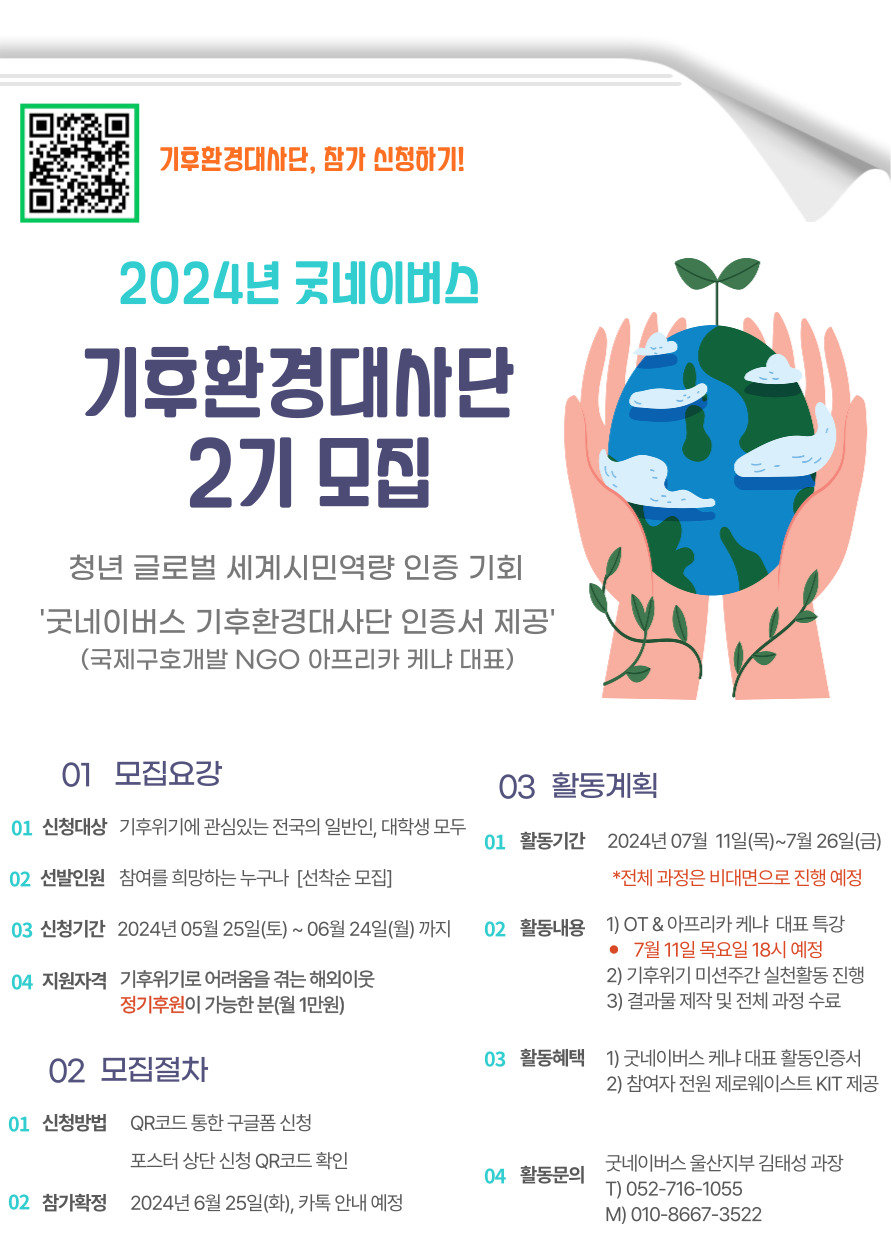 기후환경대사단, 참가 신청하기!
2024년 굿네이버스
기후환경대사단
2기 모집
청년 글로벌 세계시민역량 인증 기회
'굿네이버스 기후환경대사단 인증서 제공'
(국제구호개발 NGO 아프리카 케냐 대표)
01 모집요강
01 신청대상 기후위기에 관심있는 전국의 일반인, 대학생 모두
02 선발인원 참여를 희망하는 누구나 [선착순 모집]
03 신청기간 2024년 05월 25일(토) ~ 06월 24일(월) 까지
04 지원자격 기후위기로 어려움을 겪는 해외이웃
정기후원이 가능한 분(월 1만원)
02 모집절차
01 신청방법 QR코드 통한 구글폼 신청
포스터 상단 신청 QR코드 확인
02 참가확정 2024년 6월 25일(화), 카톡 안내 예정
03 활동계획
01 활동기간 2024년 07월 11일(목)~7월 26일(금)
*전체 과정은 비대면으로 진행 예정
02 활동내용 1) OT & 아프리카 케냐 대표 특강
• 7월 11일 목요일 18시 예정
2) 기후위기 미션주간 실천활동 진행
3) 결과물 제작 및 전체 과정 수료
03 활동혜택 1) 굿네이버스 케냐 대표 활동인증서
2) 참여자 전원 제로웨이스트 KIT 제공
04 활동문의 굿네이버스 울산지부 김태성 과장
T) 052-716-1055
M) 010-8667-3522